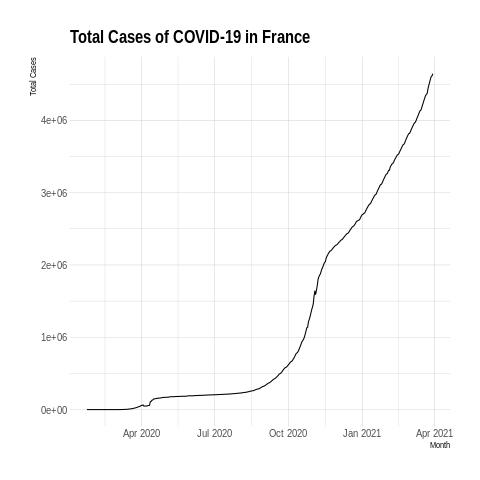 Total Cases of COVID-19 in France
Total Cases
4e+06
3e+06
2e+06
1e+06
0e+00
Apr 2020 Jul 2020 Oct 2020 Jan 2021 Apr 2021
Month